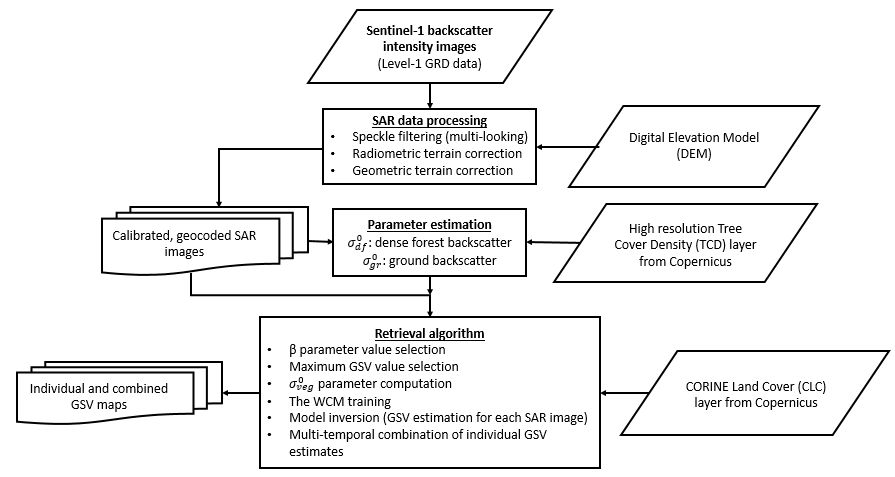 Sentinel-1 backscatter
intensity images
(Level-1 GRD data)
SAR data processing
• Speckle filtering (multi-looking)
• Radiometric terrain correction
• Geometric terrain correction
Digital Elevation Model
(DEM)
Calibrated, geocoded SAR
images
Parameter estimation
σ⁰df: dense forest backscatter
σ⁰gr: ground backscatter
High resolution Tree
Cover Density (TCD) layer
from Copernicus
Retrieval algorithm
• β parameter value selection
• Maximum GSV value selection
• σ⁰veg parameter computation
• The WCM training
• Model inversion (GSV estimation for each SAR image)
• Multi-temporal combination of individual GSV
estimates
Individual and combined
GSV maps
CORINE Land Cover (CLC)
layer from Copernicus